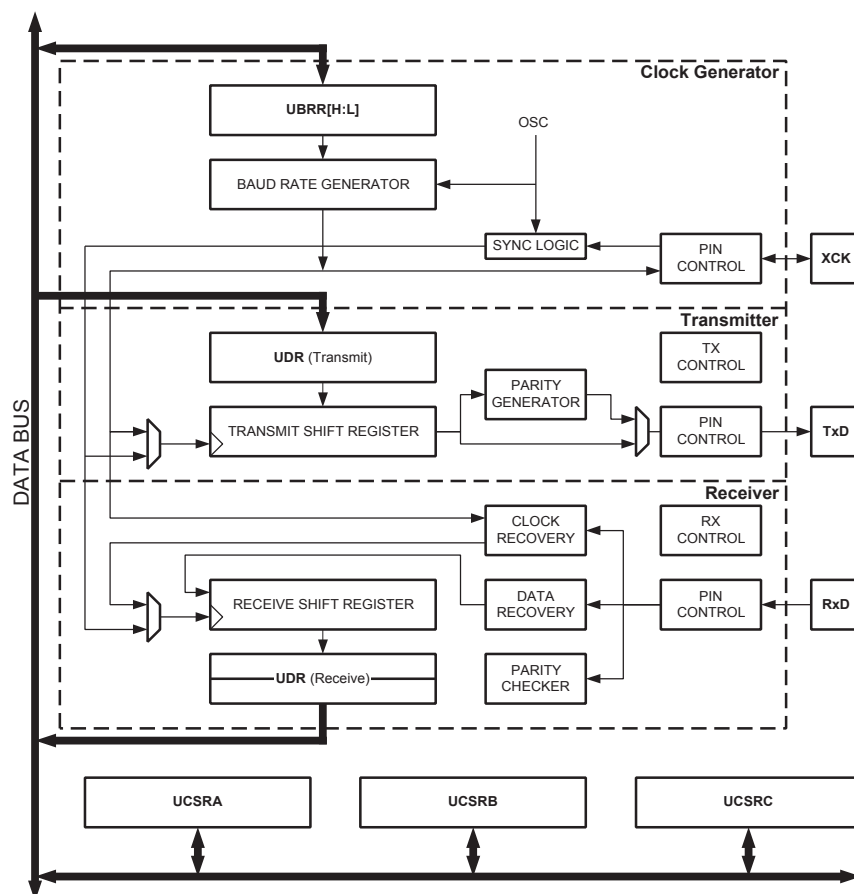 Clock Generator
UBRR[H:L]
OSC
BAUD RATE GENERATOR
SYNC LOGIC
PIN
CONTROL
XCK
Transmitter
TX
CONTROL
UDR (Transmit)
PARITY
GENERATOR
TRANSMIT SHIFT REGISTER
PIN
CONTROL
TxD
DATA BUS
Receiver
CLOCK
RECOVERY
RX
CONTROL
RECEIVE SHIFT REGISTER
DATA
RECOVERY
PIN
CONTROL
RxD
UDR (Receive)
PARITY
CHECKER
UCSRA
UCSRB
UCSRC